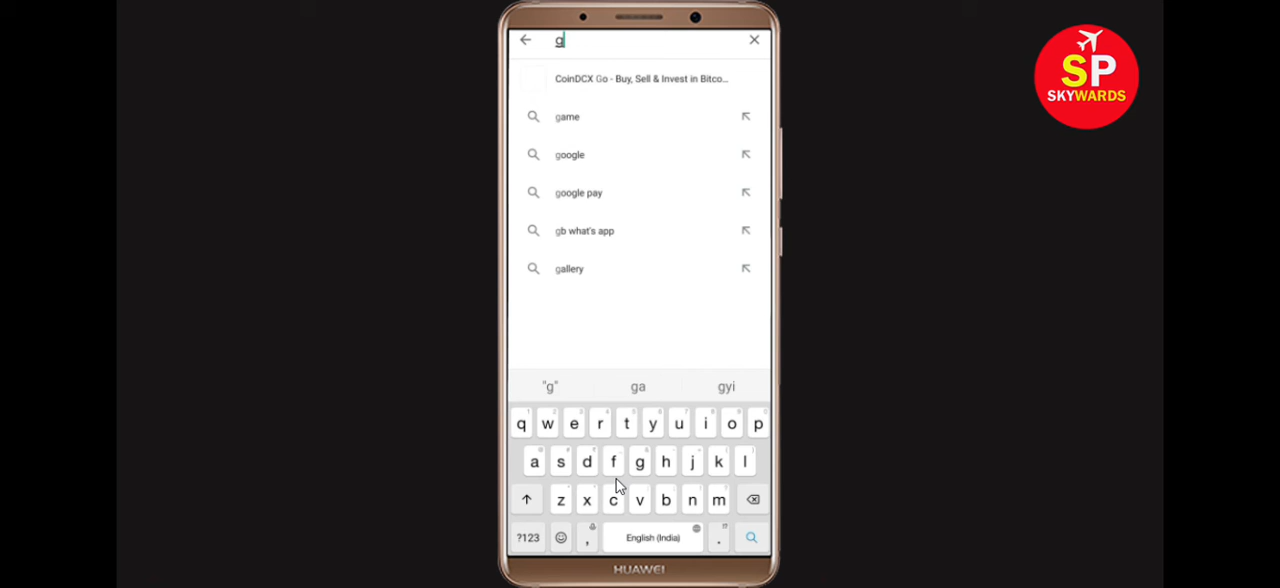 g
CoinDCX Go - Buy, Sell & Invest in Bitco...
game
google
google pay
gb what's app
gallery
"g" ga gyi
q w e r t y u i o p
a s d f g h j k l
z x c v b n m
?123 , English (India) .
HUAWEI
SP
SKYWARDS